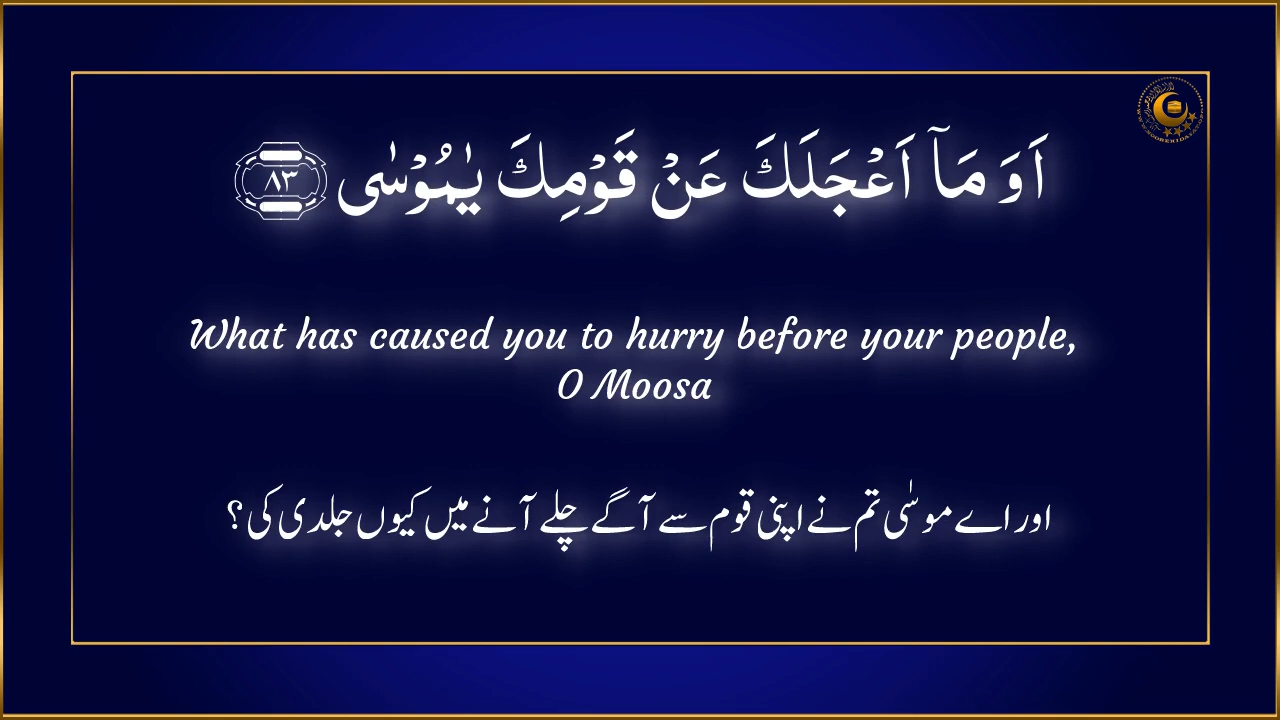 اَوَ مَاۤ اَعْجَلَكَ عَنْ قَوْمِكَ يٰمُوْسٰى ۸۳
What has caused you to hurry before your people,
O Moosa
اور اے موسٰی تم نے اپنی قوم سے آگے چلے آنے میں کیوں جلدی کی؟